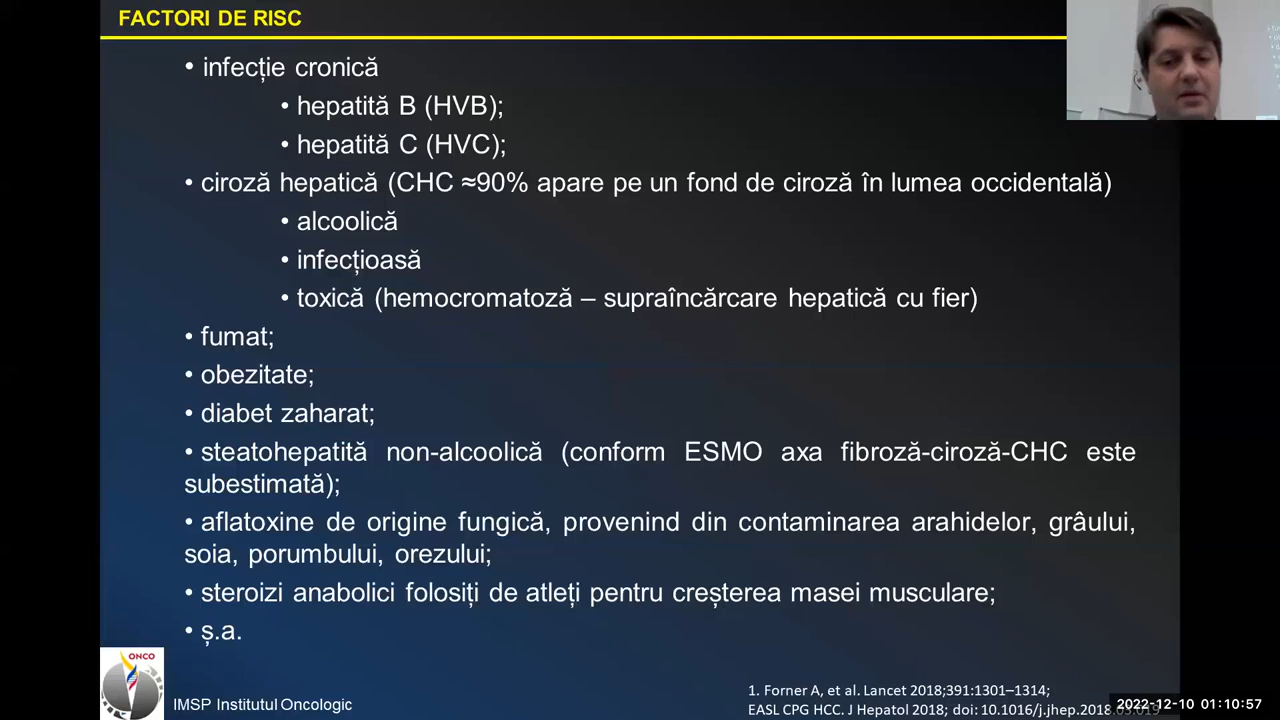 FACTORI DE RISC
• infecție cronică
• hepatită B (HVB);
• hepatită C (HVC);
• ciroză hepatică (CHC ≈90% apare pe un fond de ciroză în lumea occidentală)
• alcoolică
• infecțioasă
• toxică (hemocromatoză – supraîncărcare hepatică cu fier)
• fumat;
• obezitate;
• diabet zaharat;
• steatohepatită non-alcoolică (conform ESMO axa fibroză-ciroză-CHC este
subestimată);
• aflatoxine de origine fungică, provenind din contaminarea arahidelor, grâului,
soia, porumbului, orezului;
• steroizi anabolici folosiți de atleți pentru creșterea masei musculare;
• ș.a.
ONCO
IMSP Institutul Oncologic
1. Forner A, et al. Lancet 2018;391:1301–1314;
EASL CPG HCC. J Hepatol 2018; doi: 10.1016/j.jhep.2018.03.019
2022-12-10 01:10:57